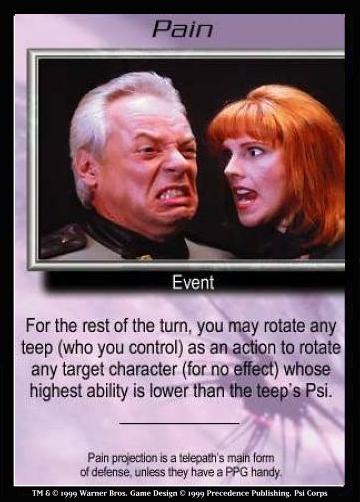 Pain
Event
For the rest of the turn, you may rotate any
teep (who you control) as an action to rotate
any target character (for no effect) whose
highest ability is lower than the teep's Psi.
Pain projection is a telepath's main form
of defense, unless they have a PPG handy.
TM & © 1999 Warner Bros. Game Design © 1999 Precedence Publishing. Psi Corps